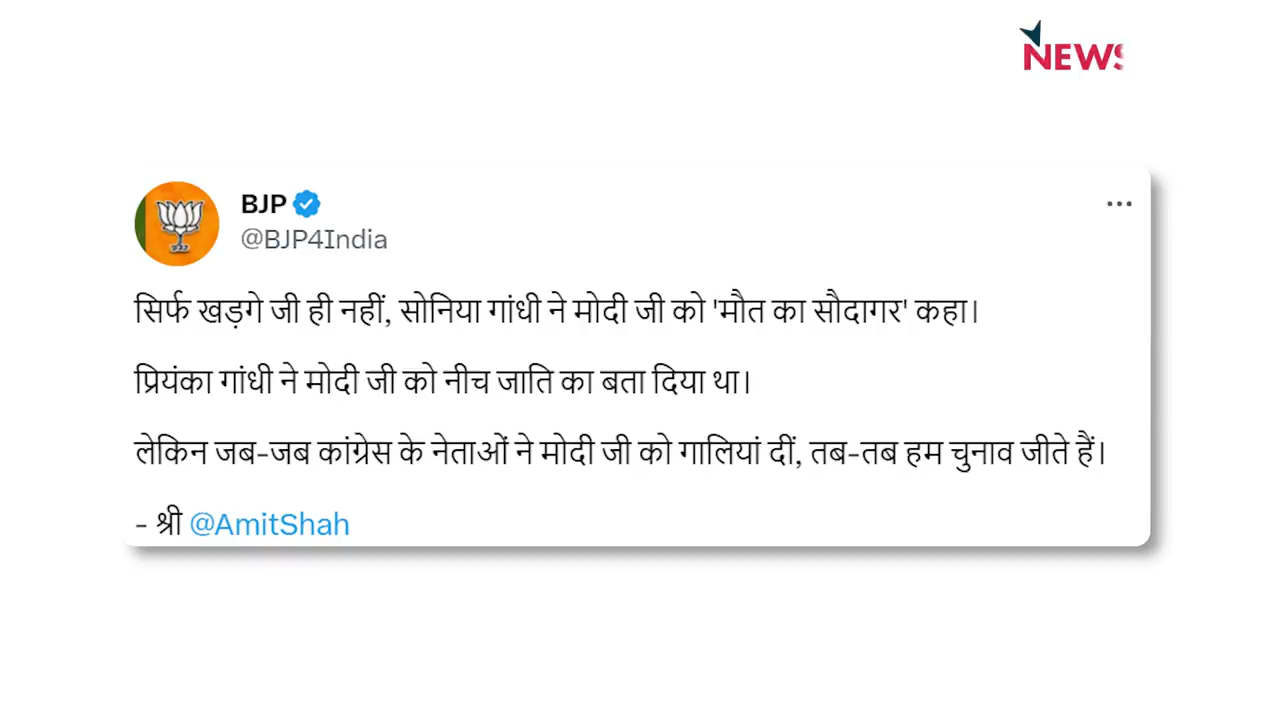 NEWS
BJP
@BJP4India
सिर्फ खड़गे जी ही नहीं, सोनिया गांधी ने मोदी जी को 'मौत का सौदागर' कहा।
प्रियंका गांधी ने मोदी जी को नीच जाति का बता दिया था।
लेकिन जब-जब कांग्रेस के नेताओं ने मोदी जी को गालियां दीं, तब-तब हम चुनाव जीते हैं।
- श्री @AmitShah